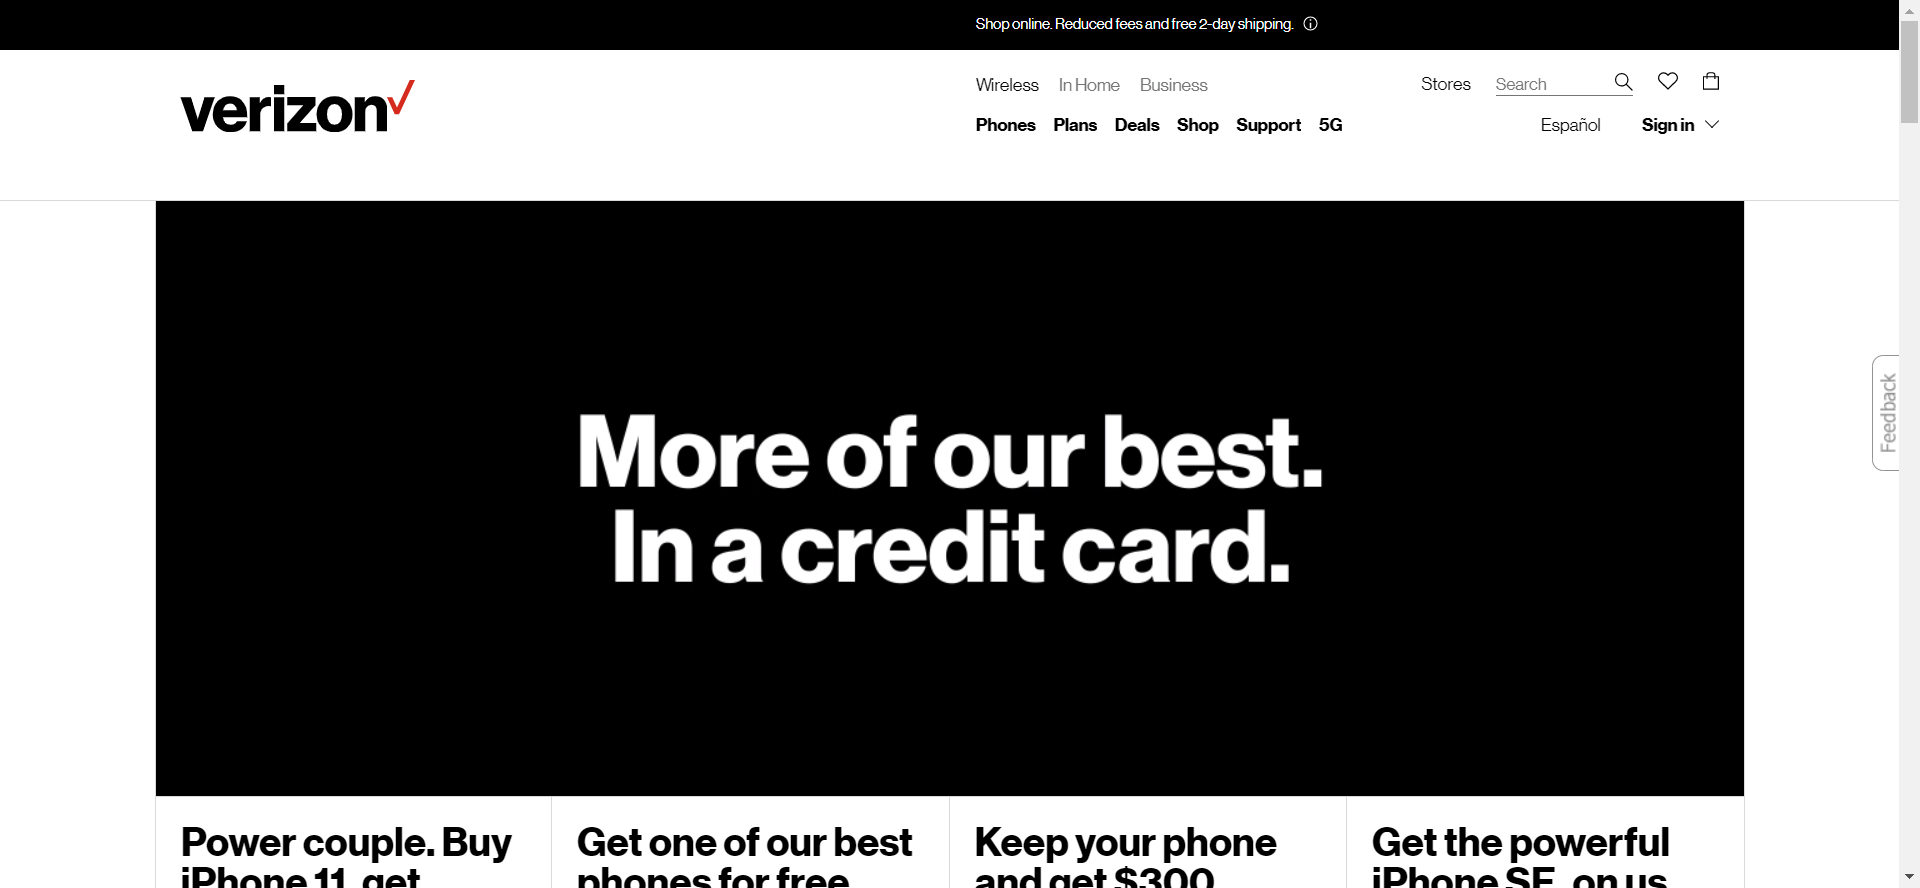 Shop online. Reduced fees and free 2-day shipping.
verizon
Wireless In Home Business
Stores Search
Phones Plans Deals Shop Support 5G
Español Sign in
More of our best.
In a credit card.
Feedback
Power couple. Buy
iPhone 11, get
Get one of our best
phones for free
Keep your phone
and get $300
Get the powerful
iPhone SE, on us